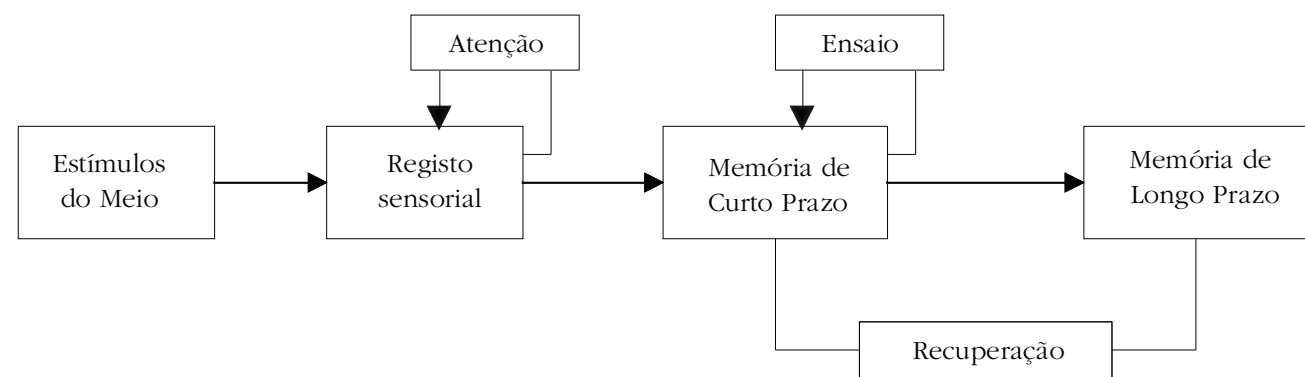 Atenção
Ensaio
Estímulos
do Meio
Registo
sensorial
Memória de
Curto Prazo
Memória de
Longo Prazo
Recuperação